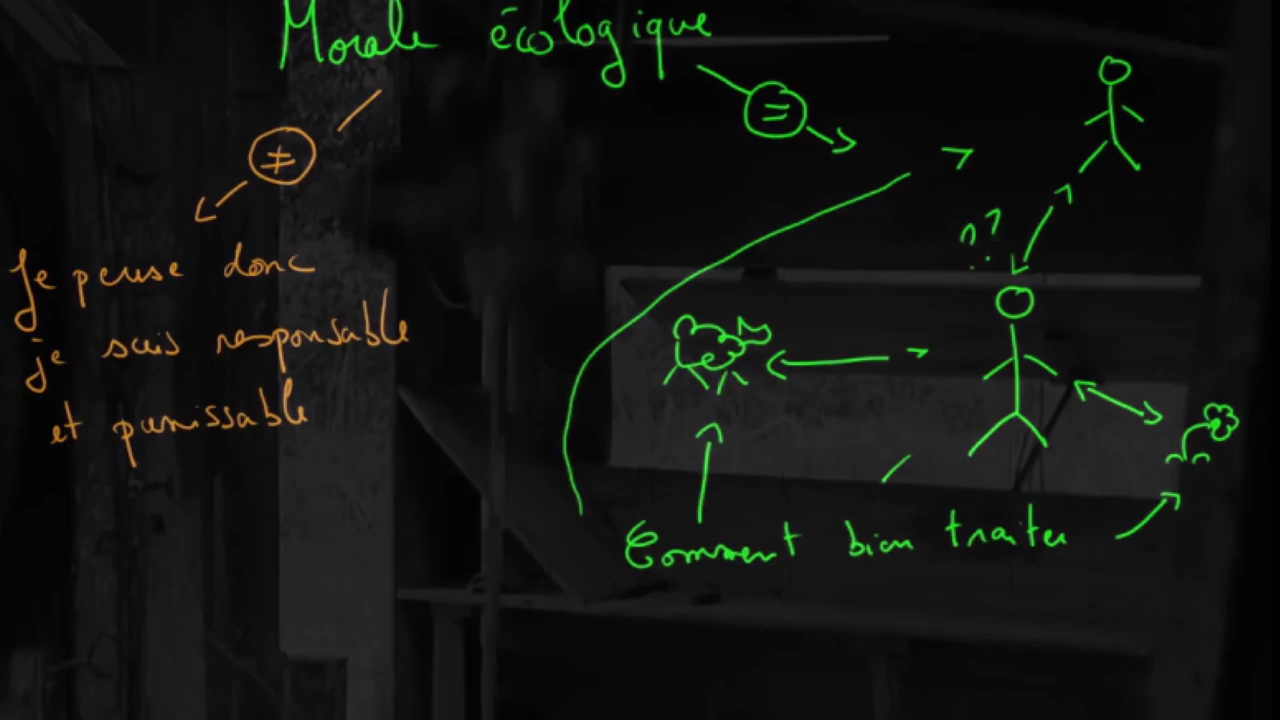 Morale écologique
=
≠
??
Je pense donc
je suis responsable
et punissable
Comment bien traiter